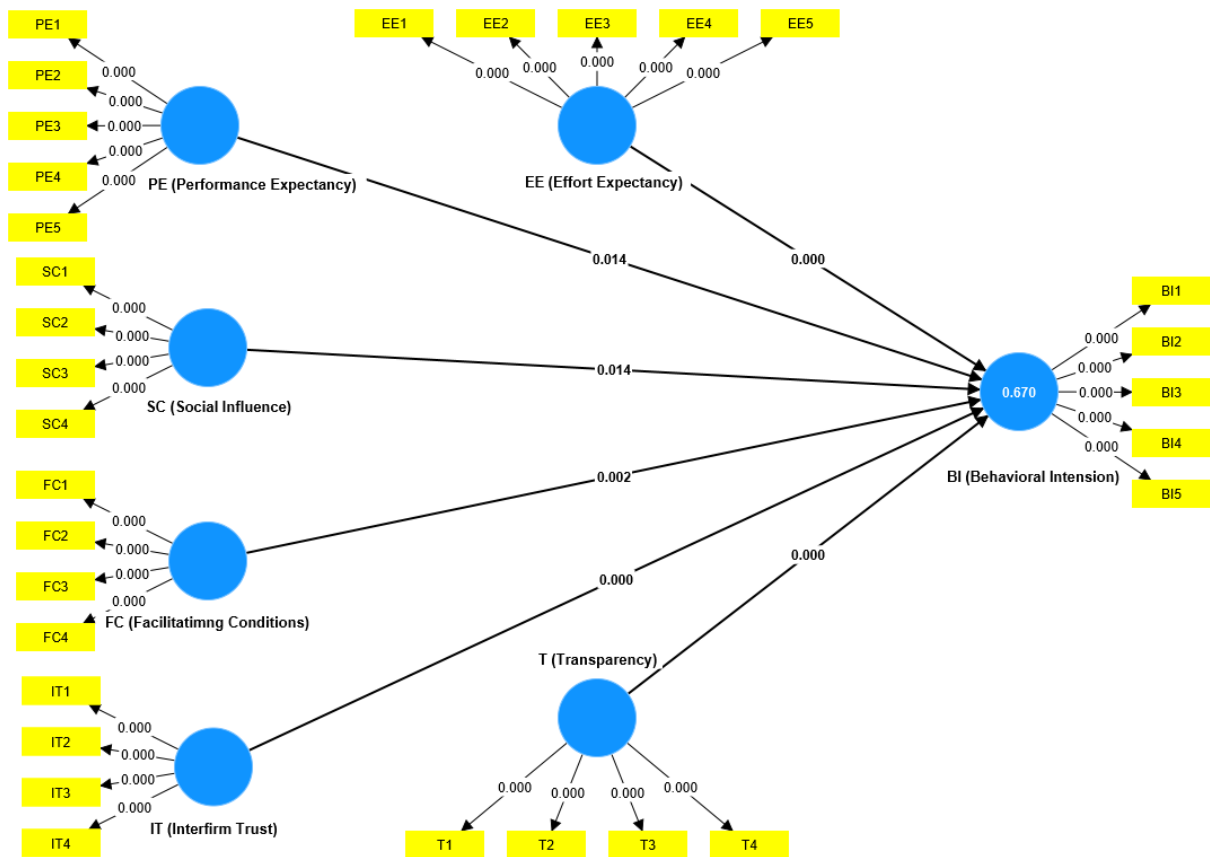 PE1
PE2
PE3
PE4
PE5
0.000
0.000
0.000
0.000
0.000
PE (Performance Expectancy)
EE1
EE2
EE3
EE4
EE5
0.000
0.000
0.000
0.000
0.000
EE (Effort Expectancy)
0.014
0.000
SC1
SC2
SC3
SC4
0.000
0.000
0.000
0.000
SC (Social Influence)
0.014
BI1
BI2
BI3
BI4
BI5
0.000
0.000
0.000
0.000
0.000
0.670
BI (Behavioral Intension)
FC1
FC2
FC3
FC4
0.000
0.000
0.000
0.000
FC (Facilitatimng Conditions)
0.002
0.000
0.000
IT1
IT2
IT3
IT4
0.000
0.000
0.000
0.000
IT (Interfirm Trust)
T (Transparency)
0.000
0.000
0.000
0.000
T1
T2
T3
T4